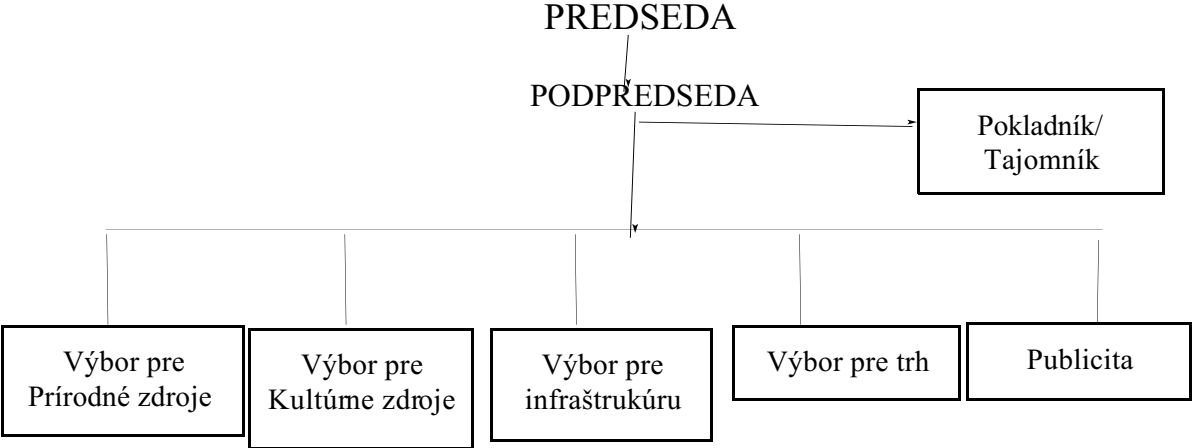 PREDSEDA
PODPREDSEDA
Pokladník/
Tajomník
Výbor pre
Prírodné zdroje
Výbor pre
Kultúme zdroje
Výbor pre
infraštrukúru
Výbor pre trh
Publicita